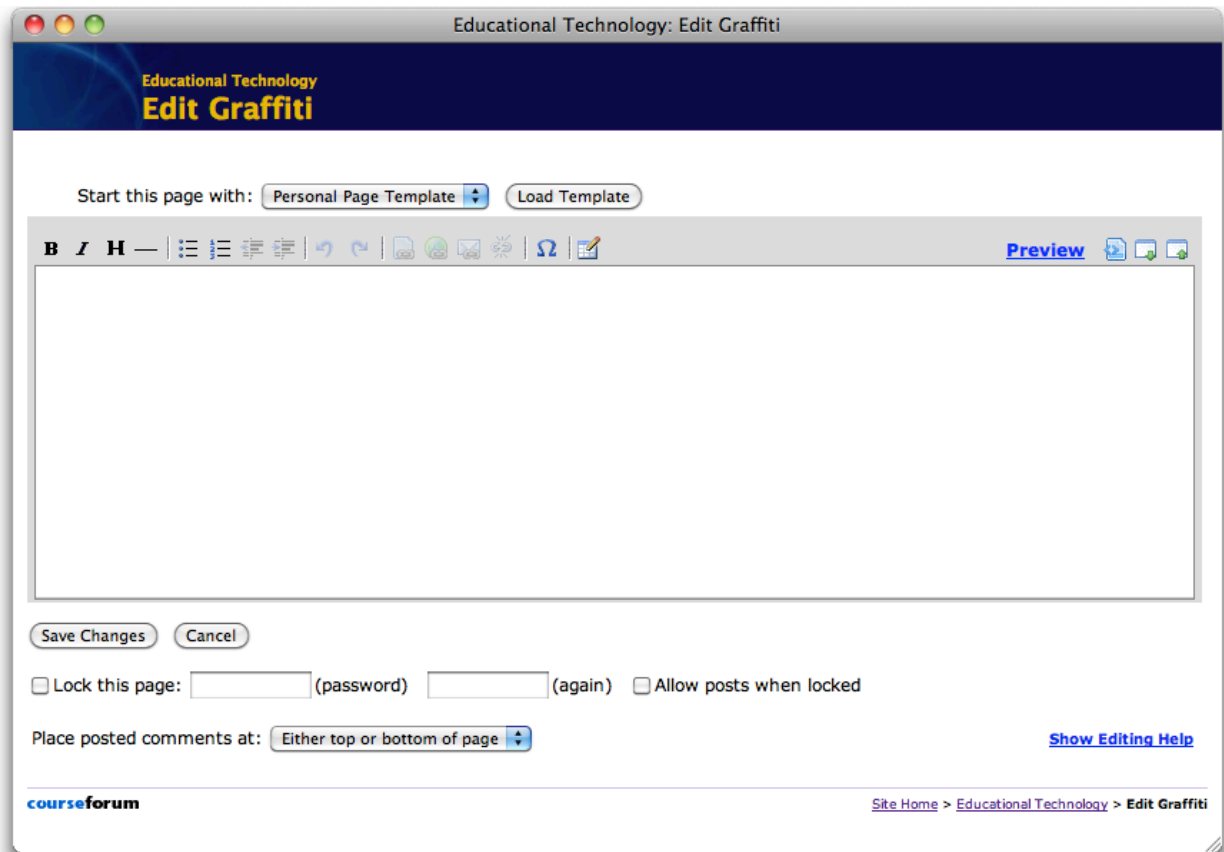 Educational Technology: Edit Graffiti
Educational Technology
Edit Graffiti
Start this page with: Personal Page Template Load Template
B I H — Ω Preview
Save Changes Cancel
Lock this page: (password) (again) Allow posts when locked
Place posted comments at: Either top or bottom of page Show Editing Help
courseforum Site Home > Educational Technology > Edit Graffiti